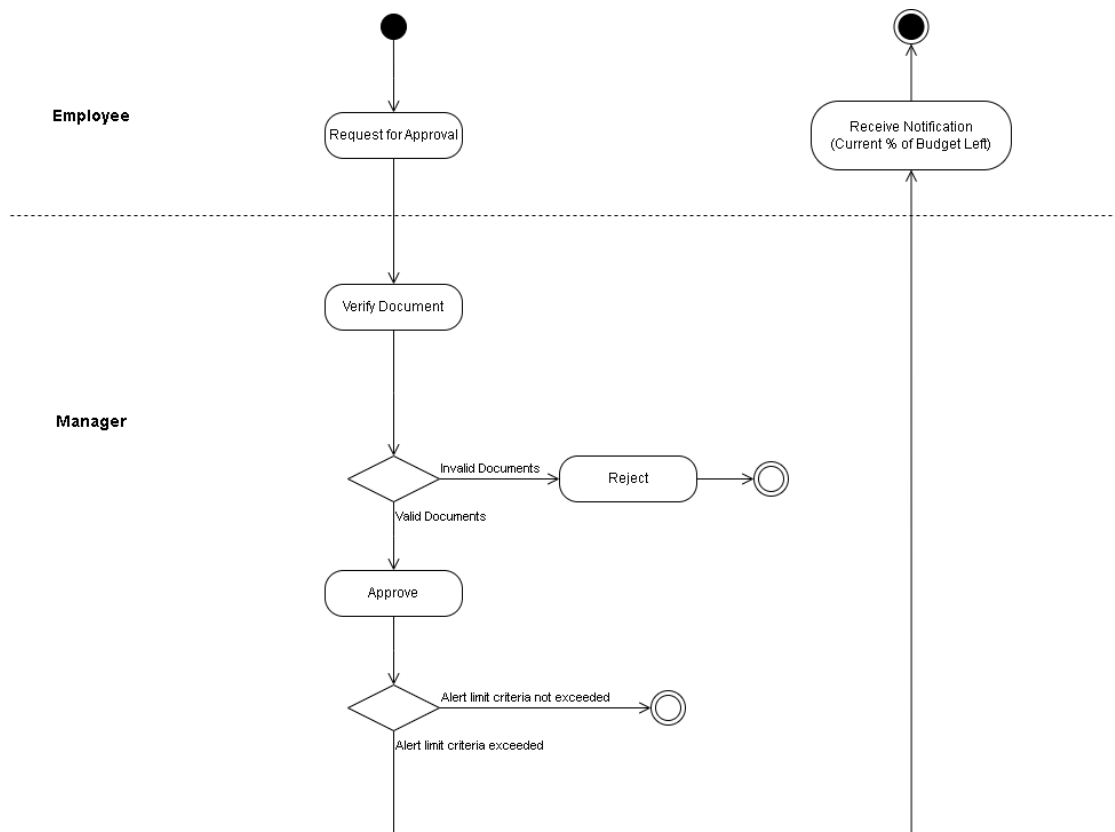 Employee
Request for Approval
Receive Notification
(Current % of Budget Left)
Verify Document
Manager
Invalid Documents
Reject
Valid Documents
Approve
Alert limit criteria not exceeded
Alert limit criteria exceeded